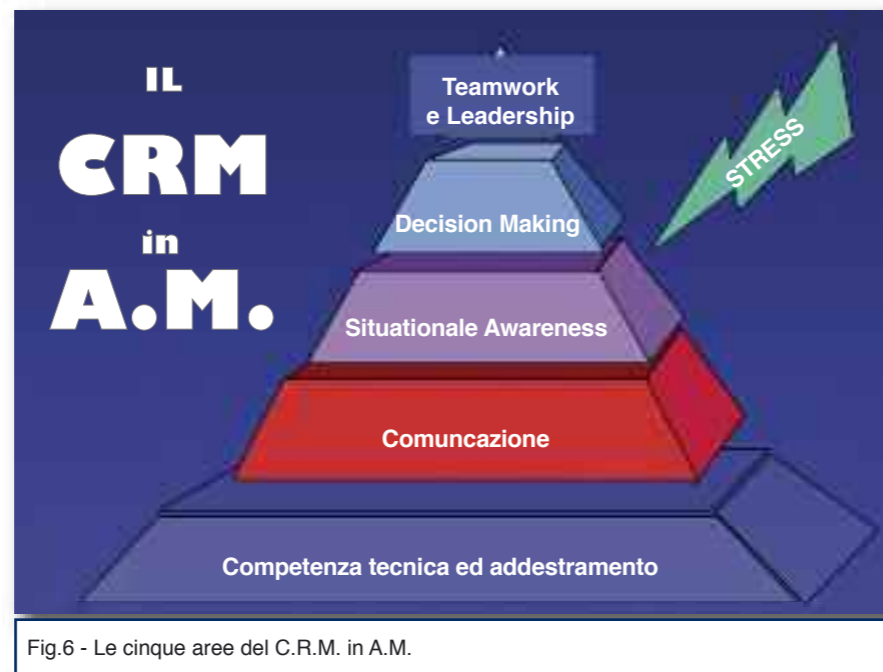 IL
CRM
in
A.M.
Teamwork
e Leadership
STRESS
Decision Making
Situationale Awareness
Comuncazione
Competenza tecnica ed addestramento
Fig.6 - Le cinque aree del C.R.M. in A.M.